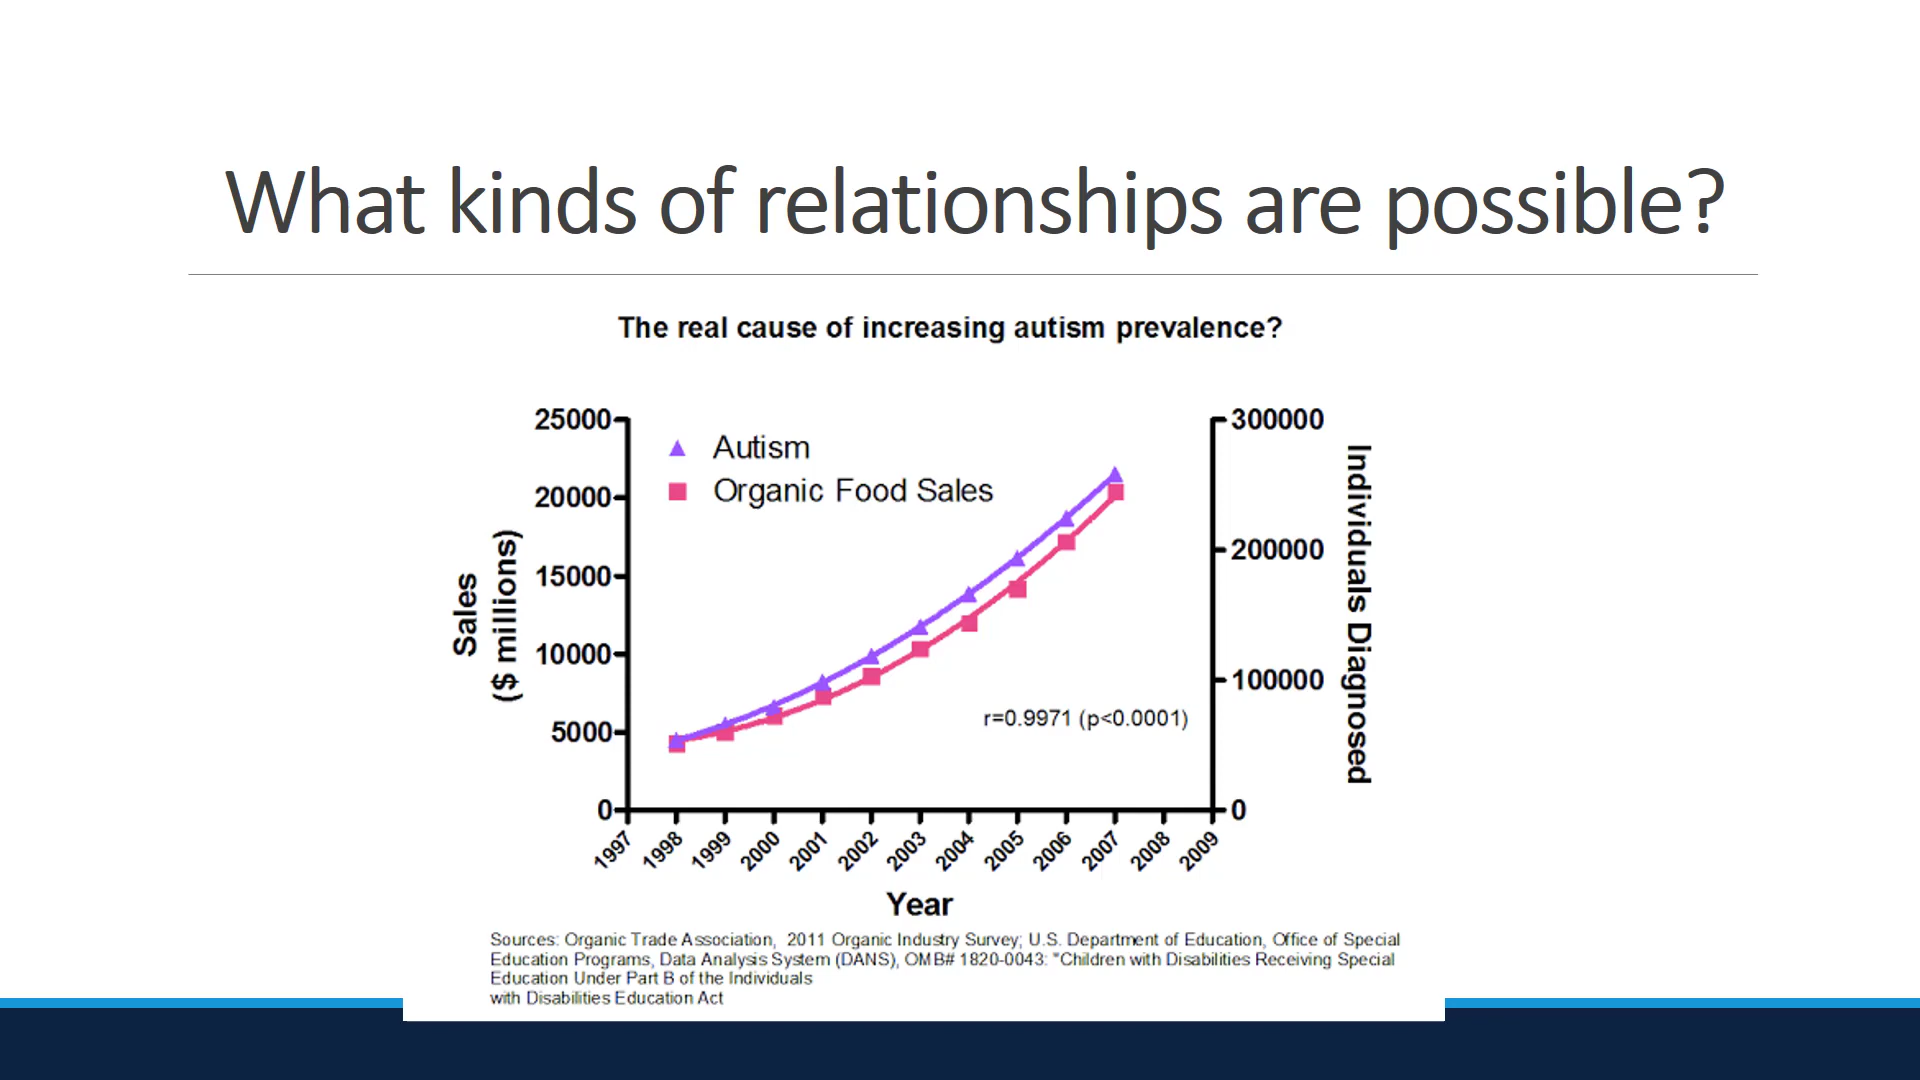 What kinds of relationships are possible?
The real cause of increasing autism prevalence?
25000
20000
15000
10000
5000
0
Sales
($ millions)
Autism
Organic Food Sales
r=0.9971 (p<0.0001)
300000
200000
100000
0
Individuals Diagnosed
1997
1998
1999
2000
2001
2002
2003
2004
2005
2006
2007
2008
2009
Year
Sources: Organic Trade Association, 2011 Organic Industry Survey; U.S. Department of Education, Office of Special
Education Programs, Data Analysis System (DANS), OMB# 1820-0043: "Children with Disabilities Receiving Special
Education Under Part B of the Individuals
with Disabilities Education Act